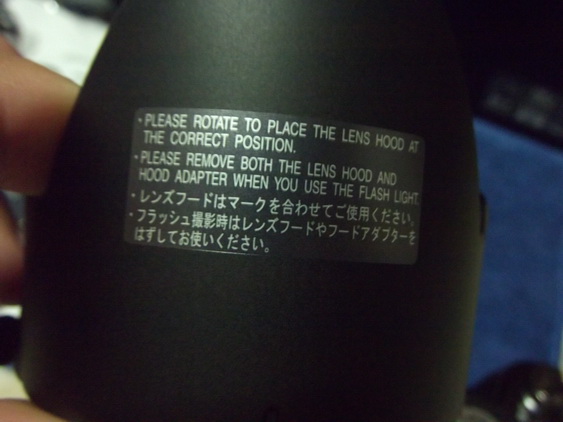 ・PLEASE ROTATE TO PLACE THE LENS HOOD AT
THE CORRECT POSITION.
・PLEASE REMOVE BOTH THE LENS HOOD AND
HOOD ADAPTER WHEN YOU USE THE FLASH LIGHT.
・レンズフードはマークを合わせてご使用ください。
・フラッシュ撮影時はレンズフードやフードアダプターを
はずしてお使いください。